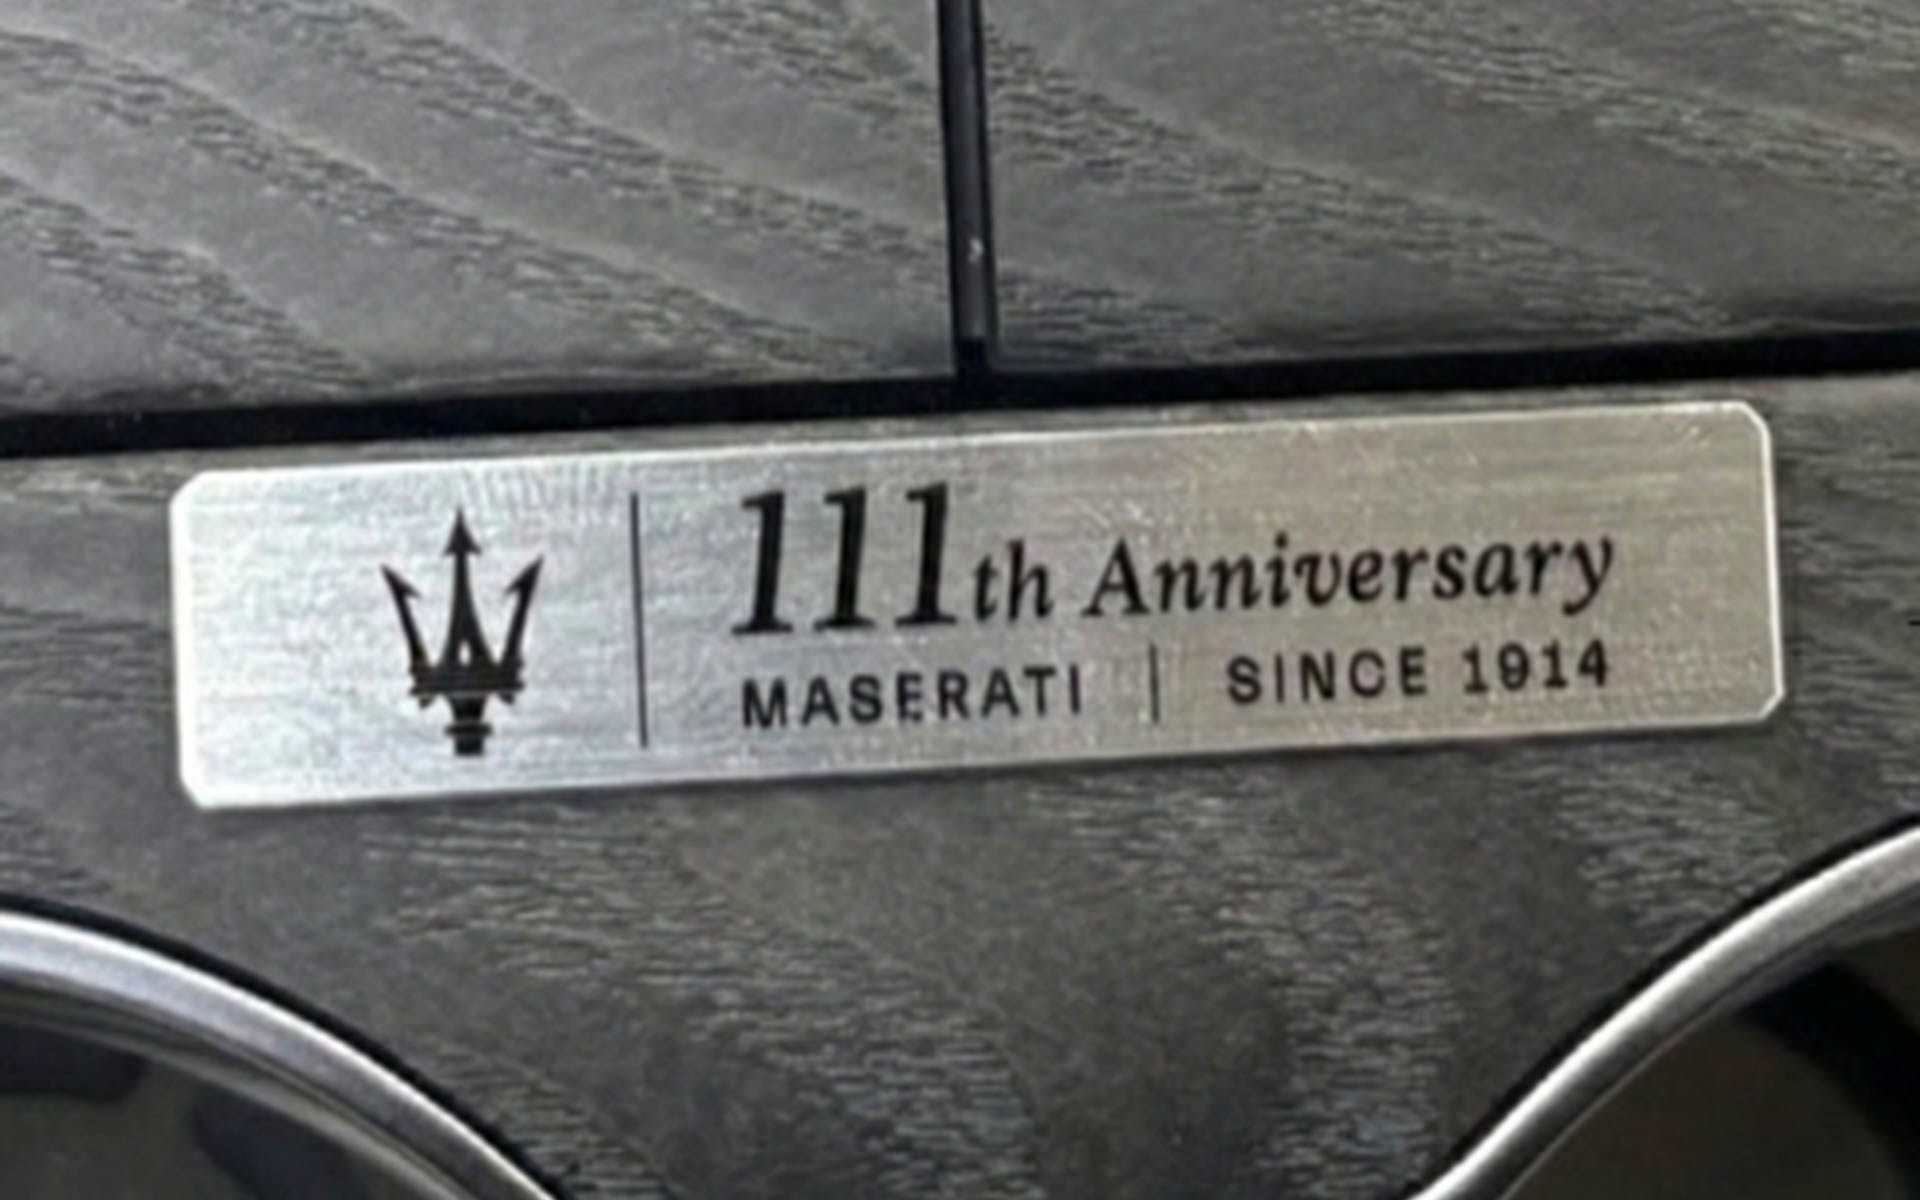 111th Anniversary
MASERATI | SINCE 1914